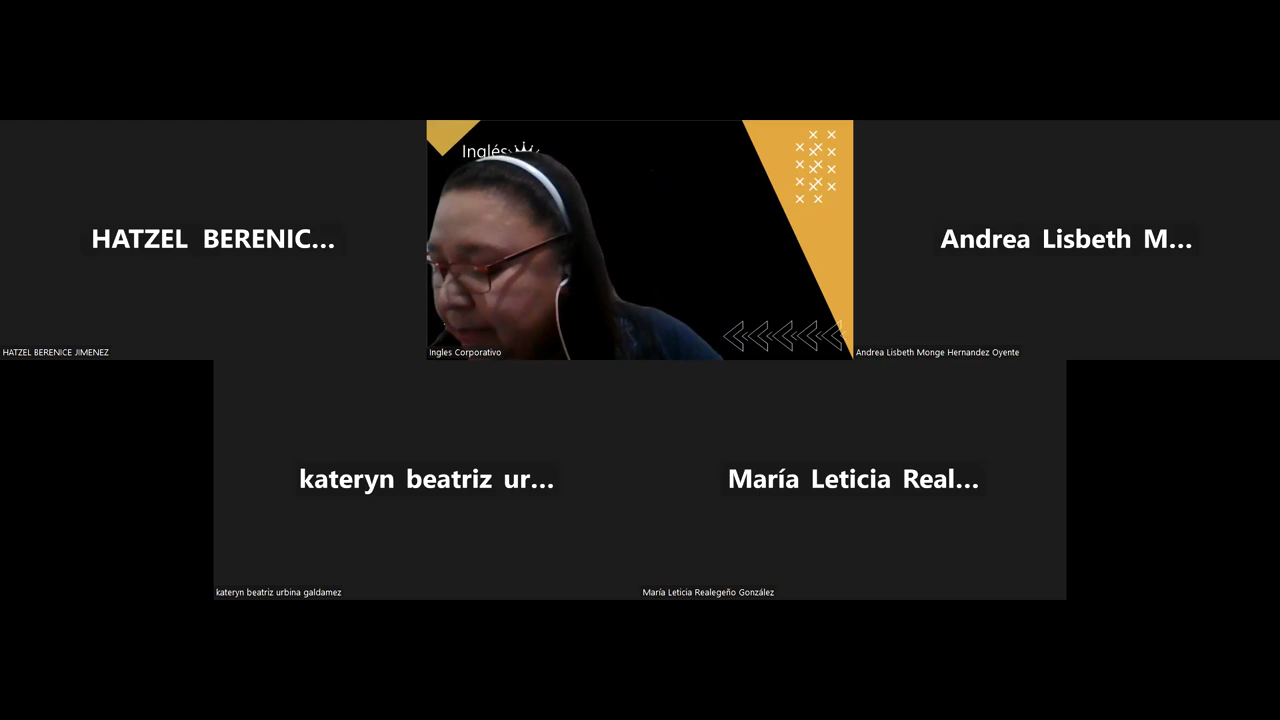 HATZEL BERENIC...
HATZEL BERENICE JIMENEZ
Inglés
Ingles Corporativo
Andrea Lisbeth M...
Andrea Lisbeth Monge Hernandez Oyente
kateryn beatriz ur...
kateryn beatriz urbina galdamez
María Leticia Real...
María Leticia Realegeño González